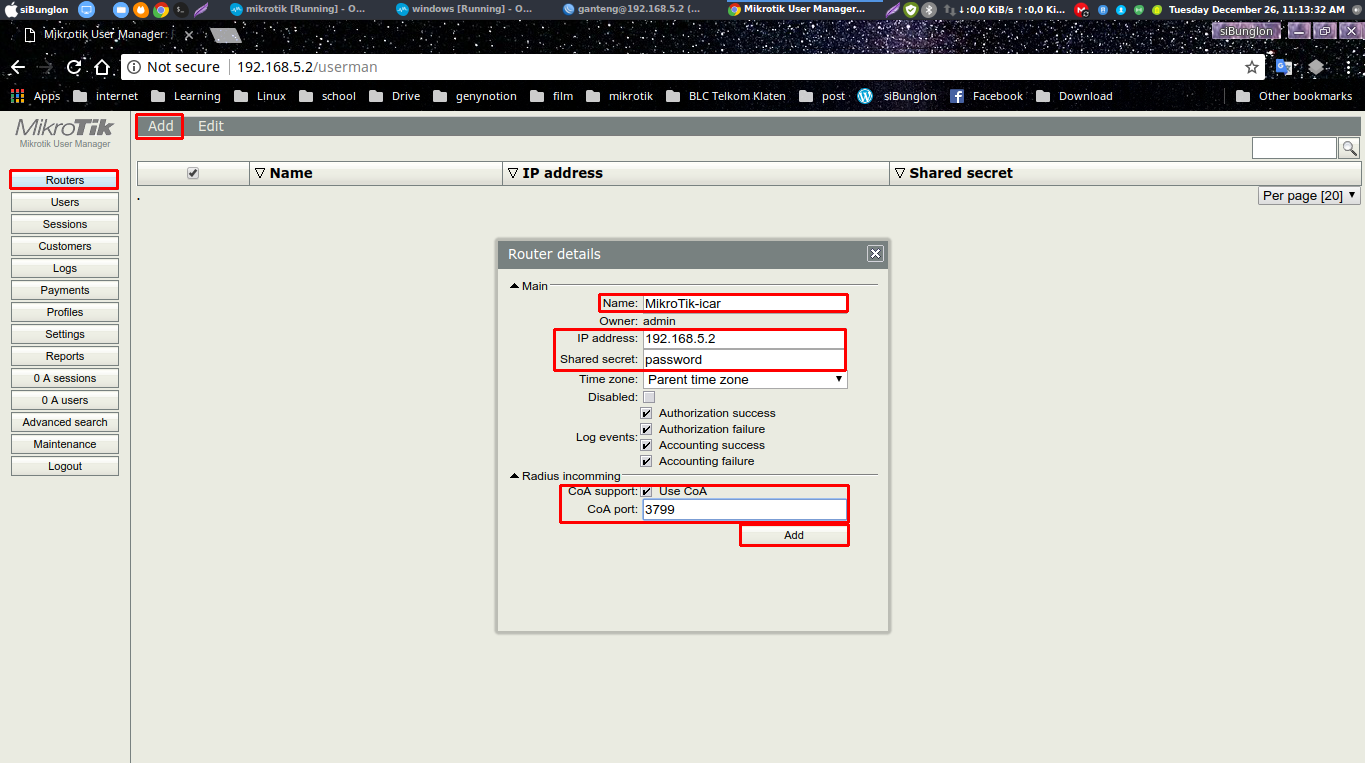 siBunglon mikrotik [Running] - O... windows [Running] - O... ganteng@192.168.5.2 (... Mikrotik User Manager... ↓:0,0 KiB/s ↑:0,0 Ki... Tuesday December 26, 11:13:32 AM
Mikrotik User Manager: siBunglon
Not secure 192.168.5.2/userman
Apps internet Learning Linux school Drive genynotion film mikrotik BLC Telkom Klaten post siBunglon Facebook Download Other bookmarks
MikroTik
Mikrotik User Manager
Add Edit
Name IP address Shared secret
.
Per page [20]
Routers
Users
Sessions
Customers
Logs
Payments
Profiles
Settings
Reports
0 A sessions
0 A users
Advanced search
Maintenance
Logout
Router details
Main
Name: MikroTik-icar
Owner: admin
IP address: 192.168.5.2
Shared secret: password
Time zone: Parent time zone
Disabled:
Log events:
Authorization success
Authorization failure
Accounting success
Accounting failure
Radius incomming
CoA support: Use CoA
CoA port: 3799
Add